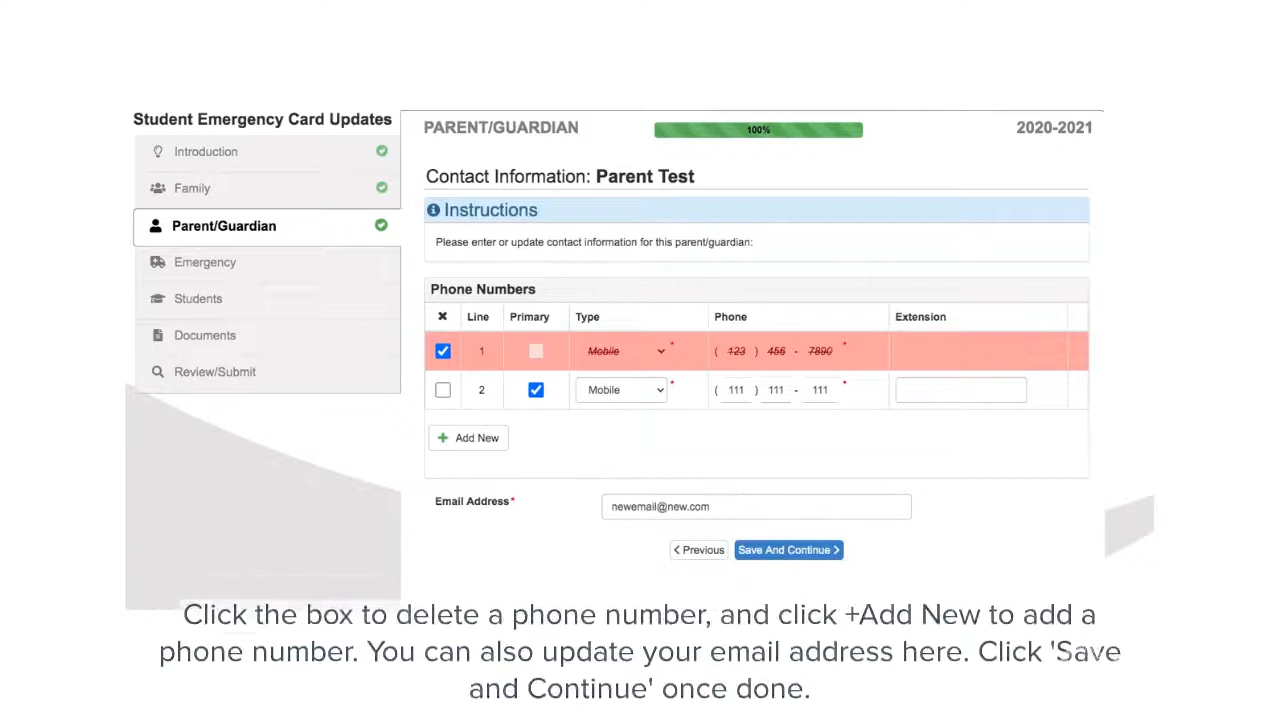 Student Emergency Card Updates
Introduction
Family
Parent/Guardian
Emergency
Students
Documents
Review/Submit
PARENT/GUARDIAN 100% 2020-2021
Contact Information: Parent Test
Instructions
Please enter or update contact information for this parent/guardian:
Phone Numbers
✖ Line Primary Type Phone Extension
1 Mobile * ( 123 ) 456 - 7890 *
2 Mobile * ( 111 ) 111 - 111 *
+ Add New
Email Address* newemail@new.com
< Previous Save And Continue >
Click the box to delete a phone number, and click +Add New to add a
phone number. You can also update your email address here. Click 'Save
and Continue' once done.